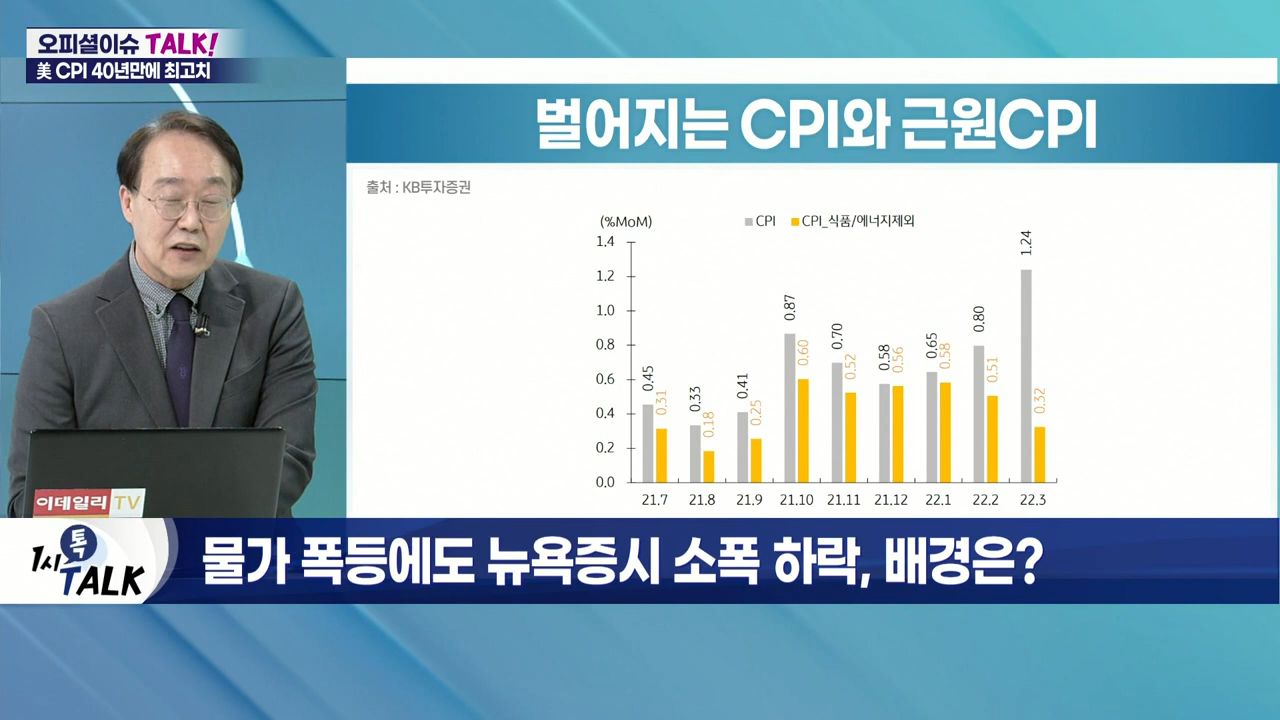 오피셜이슈 TALK!
美 CPI 40년만에 최고치
벌어지는 CPI와 근원CPI
출처 : KB투자증권
(%MoM)
CPI
CPI_식품/에너지제외
1.4
1.2
1.0
0.8
0.6
0.4
0.2
0.0
0.45
0.31
0.33
0.18
0.41
0.25
0.87
0.60
0.70
0.52
0.58
0.56
0.65
0.58
0.80
0.51
1.24
0.32
21.7 21.8 21.9 21.10 21.11 21.12 22.1 22.2 22.3
이데일리 TV
1시 톡 TALK
물가 폭등에도 뉴욕증시 소폭 하락, 배경은?